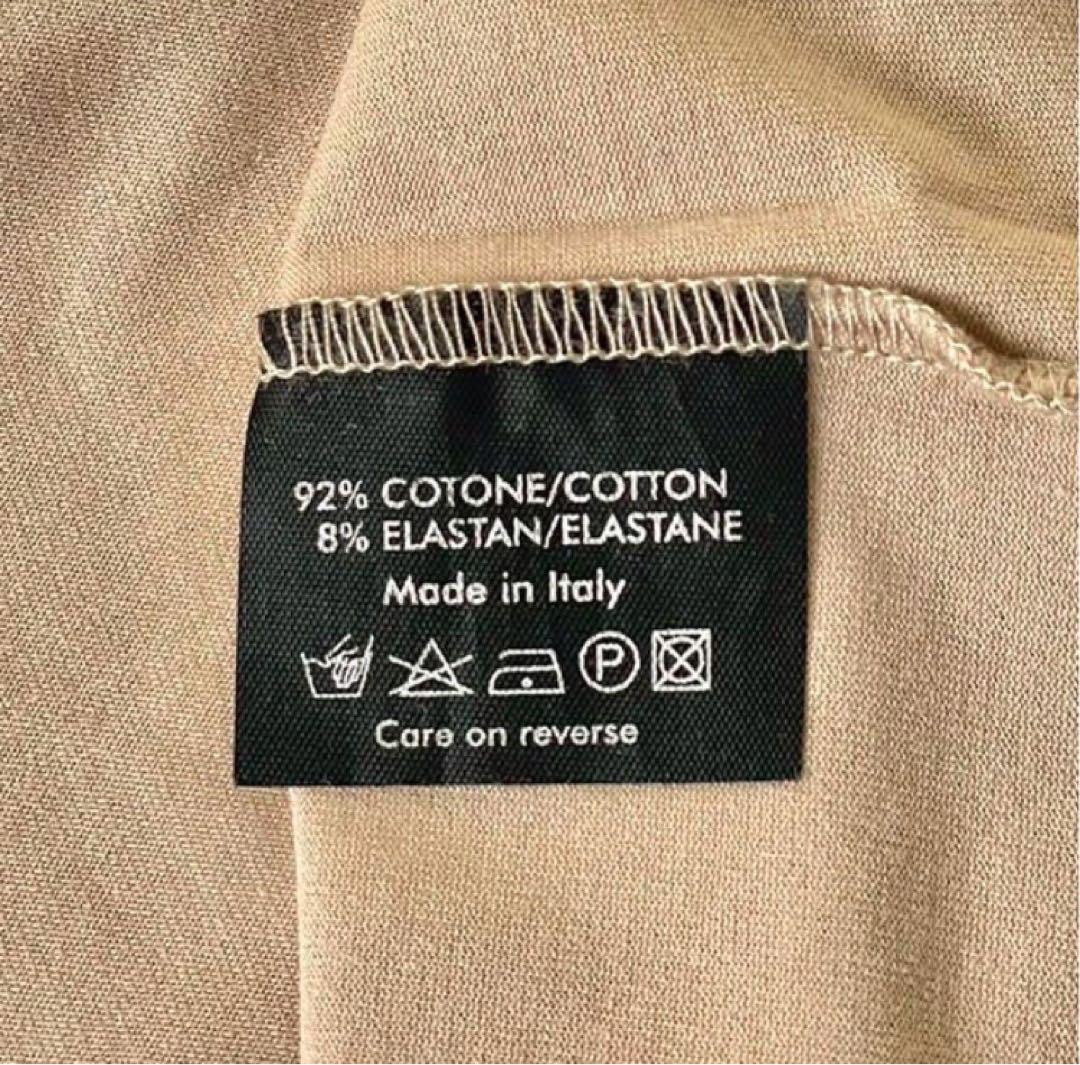 92% COTONE/COTTON
8% ELASTAN/ELASTANE
Made in Italy
P
Care on reverse